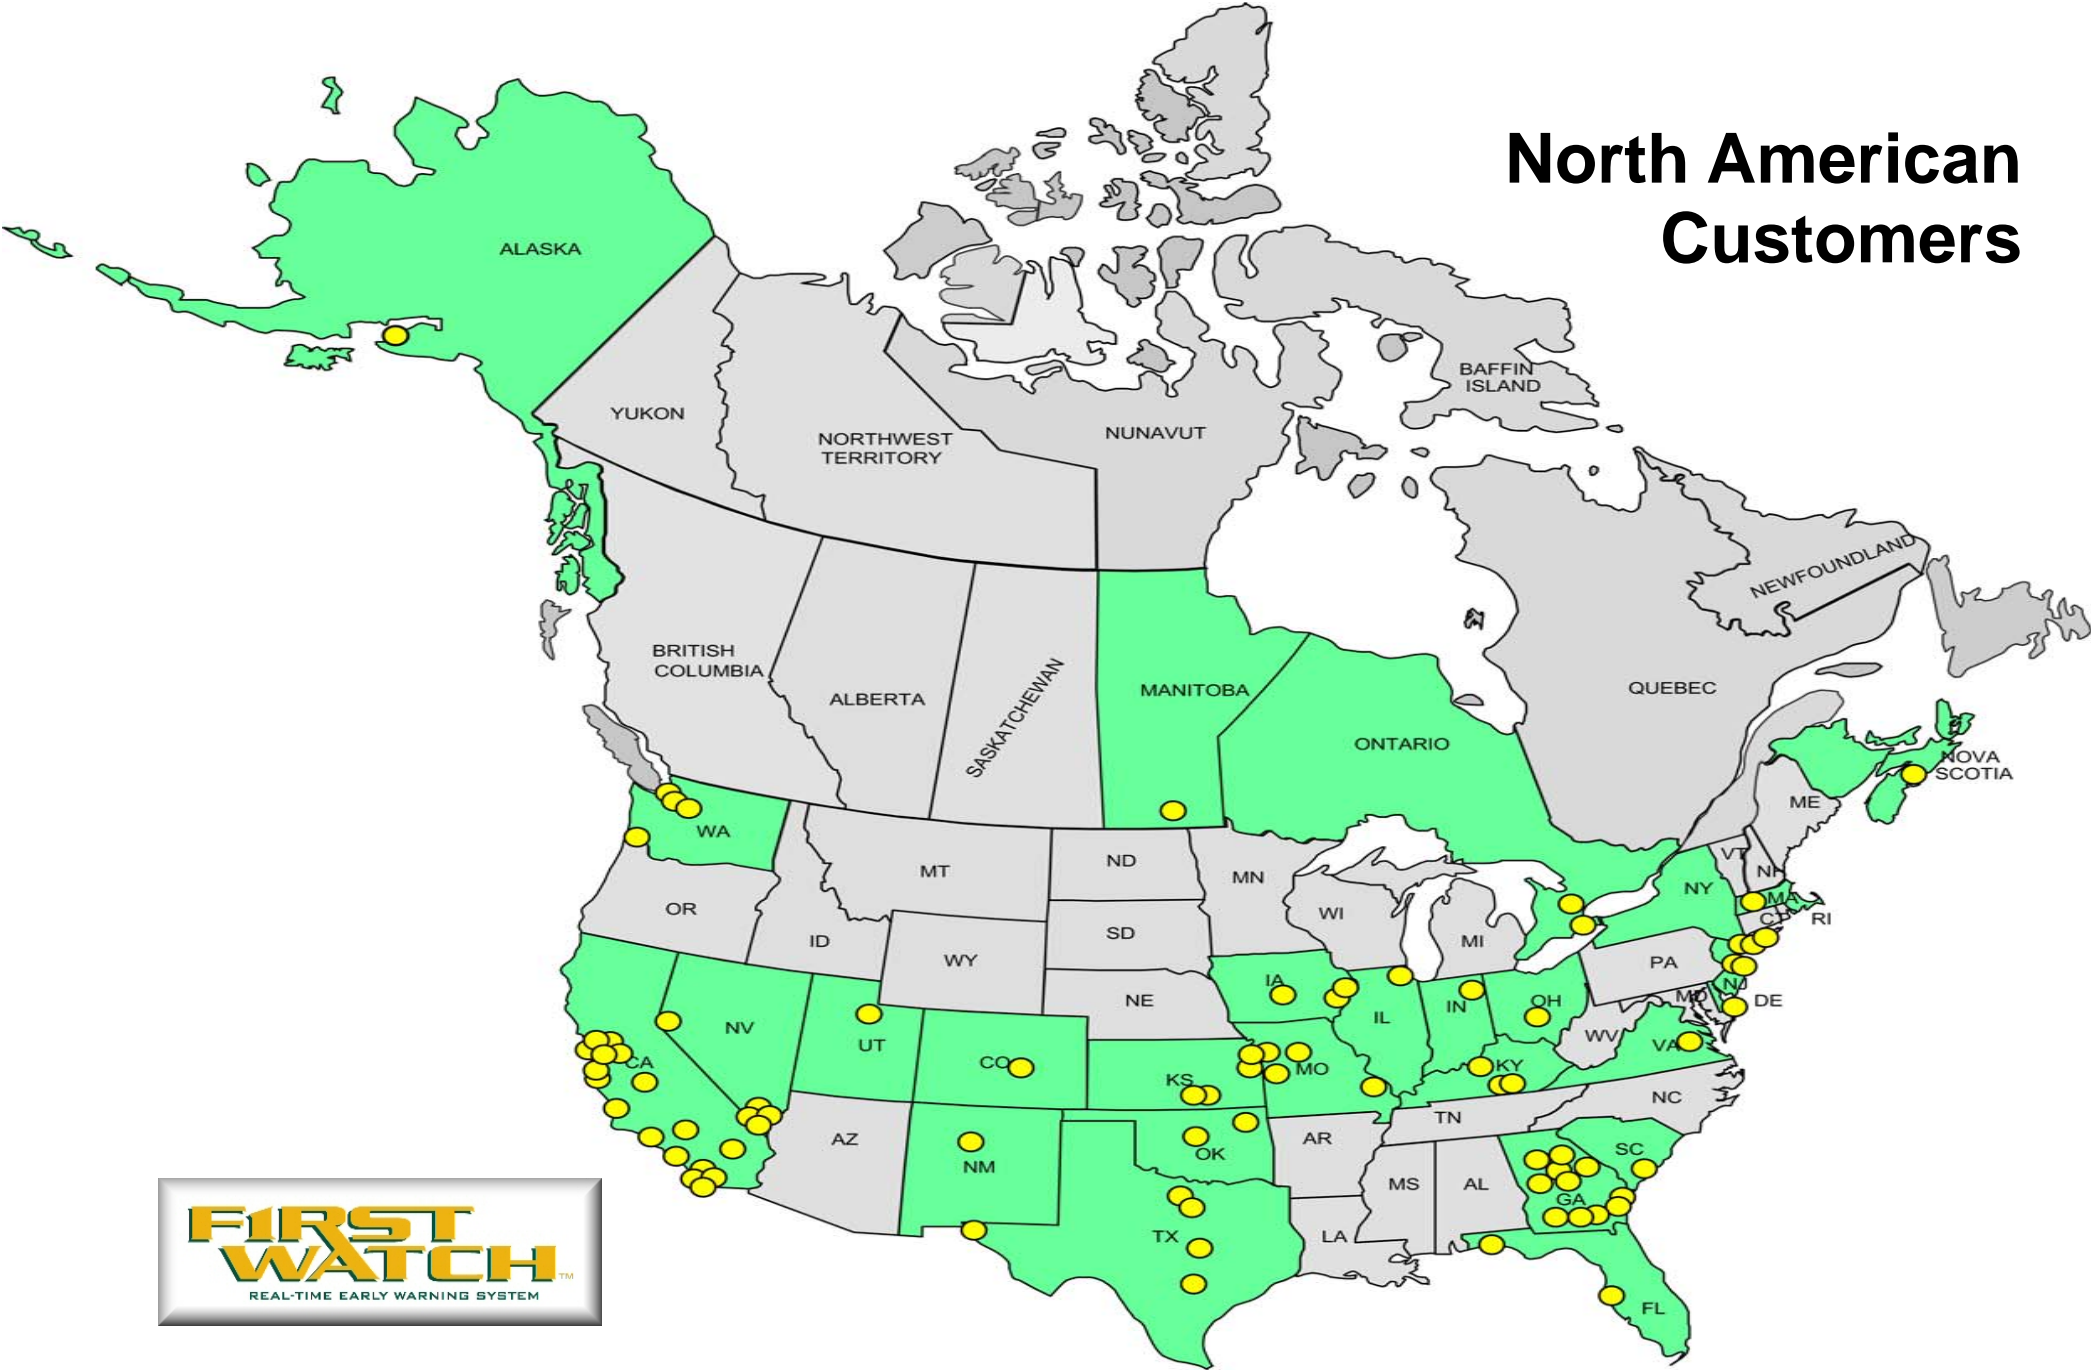 North American
Customers
ALASKA
YUKON
NORTHWEST
TERRITORY
NUNAVUT
BAFFIN
ISLAND
NEWFOUNDLAND
BRITISH
COLUMBIA
ALBERTA
SASKATCHEWAN
MANITOBA
ONTARIO
QUEBEC
NOVA
SCOTIA
WA
MT
ND
MN
OR
ID
WY
SD
NE
WI
MI
NY
VT
NH
ME
MA
CT
RI
PA
NJ
MD
DE
CA
NV
UT
CO
KS
IA
IL
IN
OH
MO
KY
WV
VA
AZ
NM
OK
TX
AR
LA
TN
MS
AL
NC
SC
GA
FL
FIRST
WATCH™
REAL-TIME EARLY WARNING SYSTEM